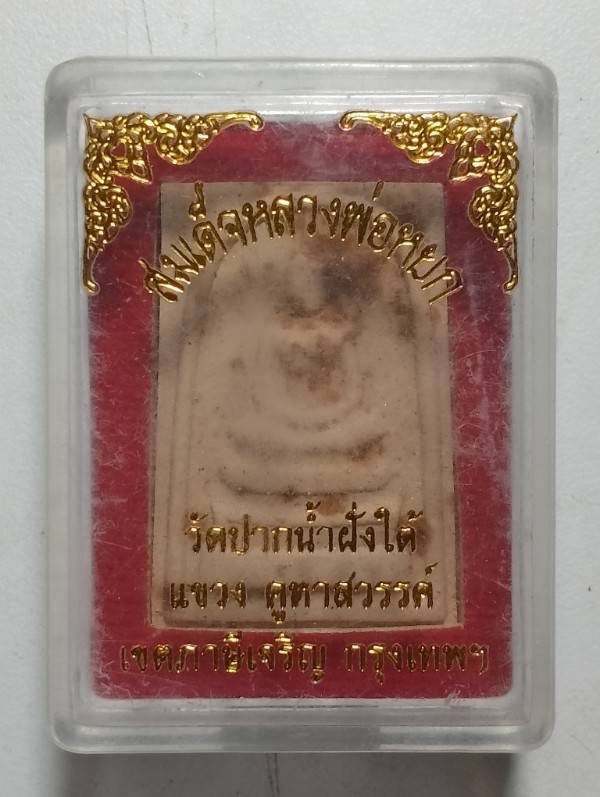 สมเด็จหลวงพ่อหยก
วัดปากน้ำฝั่งใต้
แขวง คูหาสวรรค์
เขตภาษีเจริญ กรุงเทพฯ